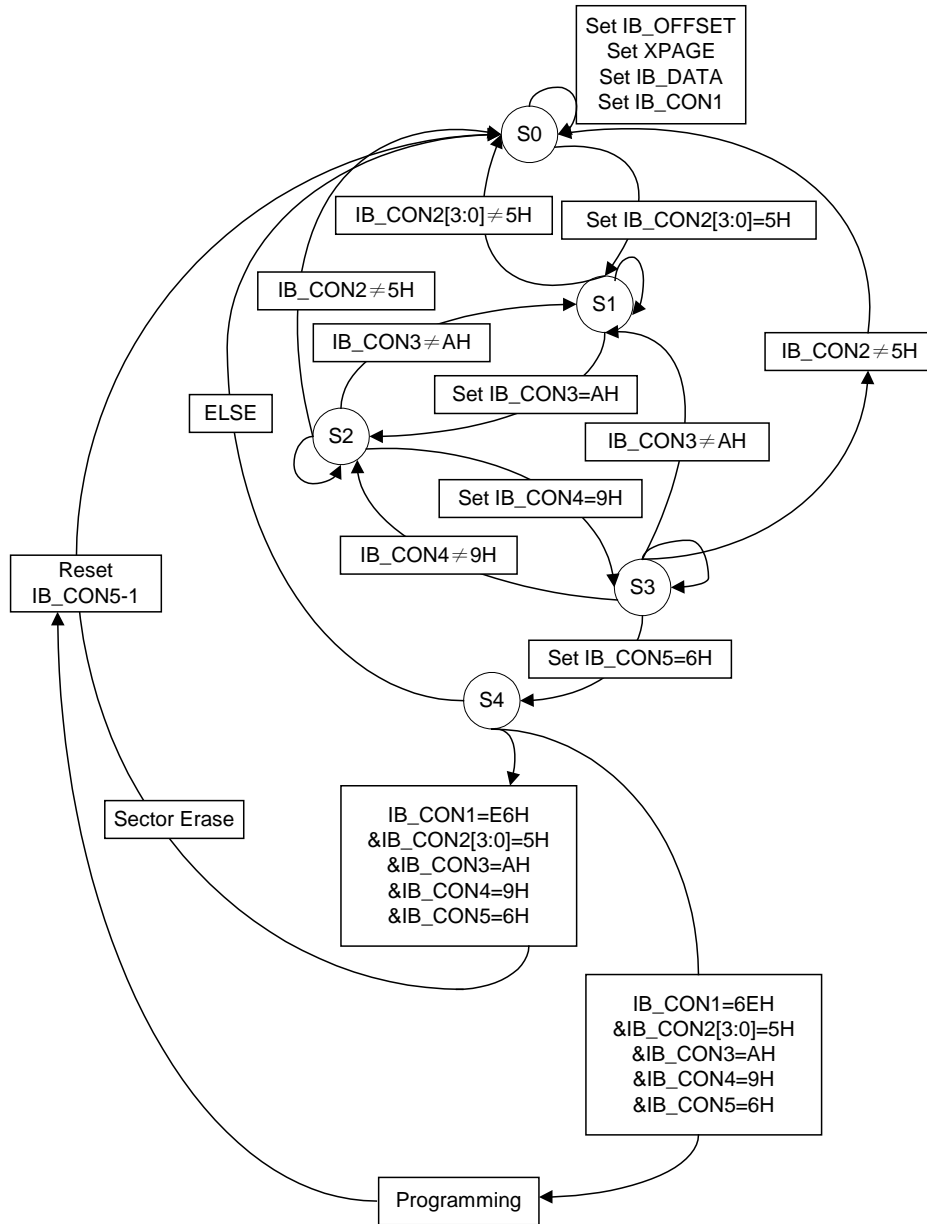 Set IB_OFFSET
Set XPAGE
Set IB_DATA
Set IB_CON1
S0
IB_CON2[3:0]≠5H
Set IB_CON2[3:0]=5H
IB_CON2≠5H
S1
IB_CON3≠AH
IB_CON2≠5H
Set IB_CON3=AH
ELSE
S2
IB_CON3≠AH
Set IB_CON4=9H
IB_CON4≠9H
Reset
IB_CON5-1
S3
Set IB_CON5=6H
S4
Sector Erase
IB_CON1=E6H
&IB_CON2[3:0]=5H
&IB_CON3=AH
&IB_CON4=9H
&IB_CON5=6H
IB_CON1=6EH
&IB_CON2[3:0]=5H
&IB_CON3=AH
&IB_CON4=9H
&IB_CON5=6H
Programming